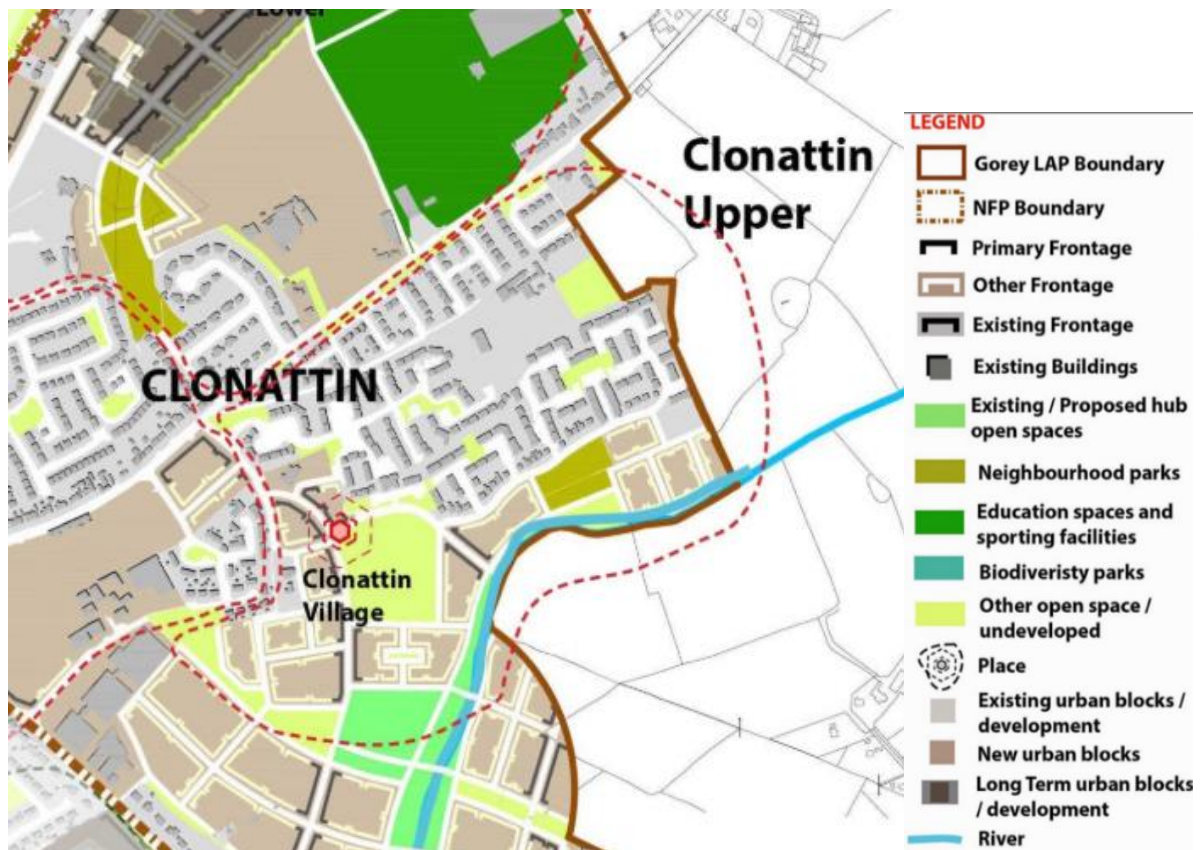 Lower
Clonattin
Upper
CLONATTIN
Clonattin
Village
LEGEND
Gorey LAP Boundary
NFP Boundary
Primary Frontage
Other Frontage
Existing Frontage
Existing Buildings
Existing / Proposed hub
open spaces
Neighbourhood parks
Education spaces and
sporting facilities
Biodiveristy parks
Other open space /
undeveloped
Place
Existing urban blocks /
development
New urban blocks
Long Term urban blocks
/ development
River